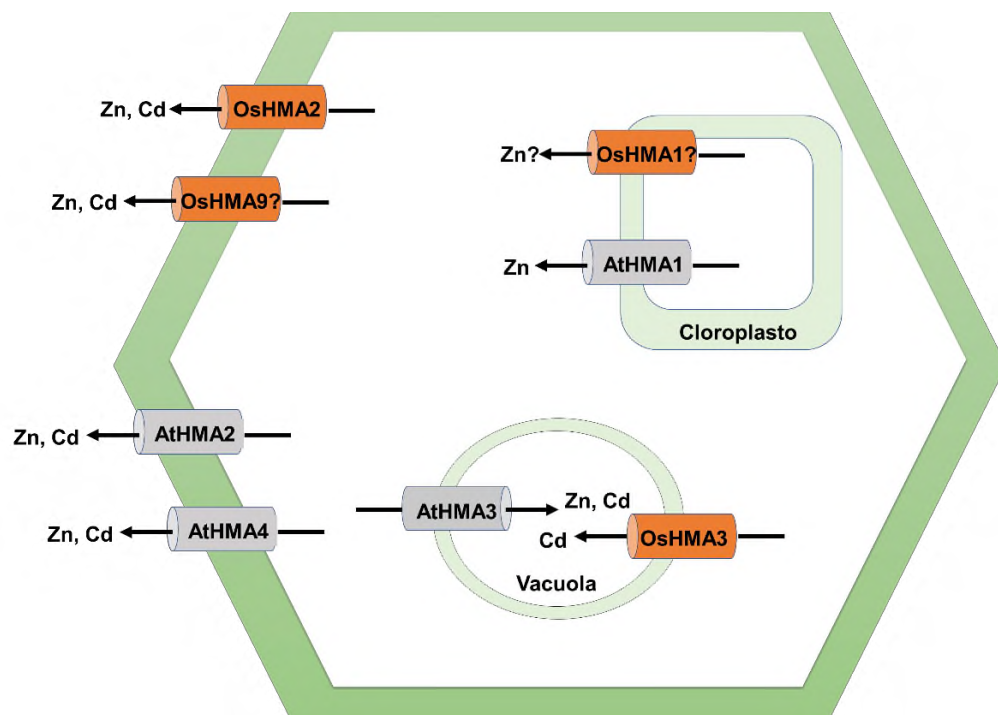 Zn, Cd
OsHMA2
Zn, Cd
OsHMA9?
Zn?
OsHMA1?
Zn
AtHMA1
Cloroplasto
Zn, Cd
AtHMA2
Zn, Cd
AtHMA4
AtHMA3
Zn, Cd
Cd
OsHMA3
Vacuola